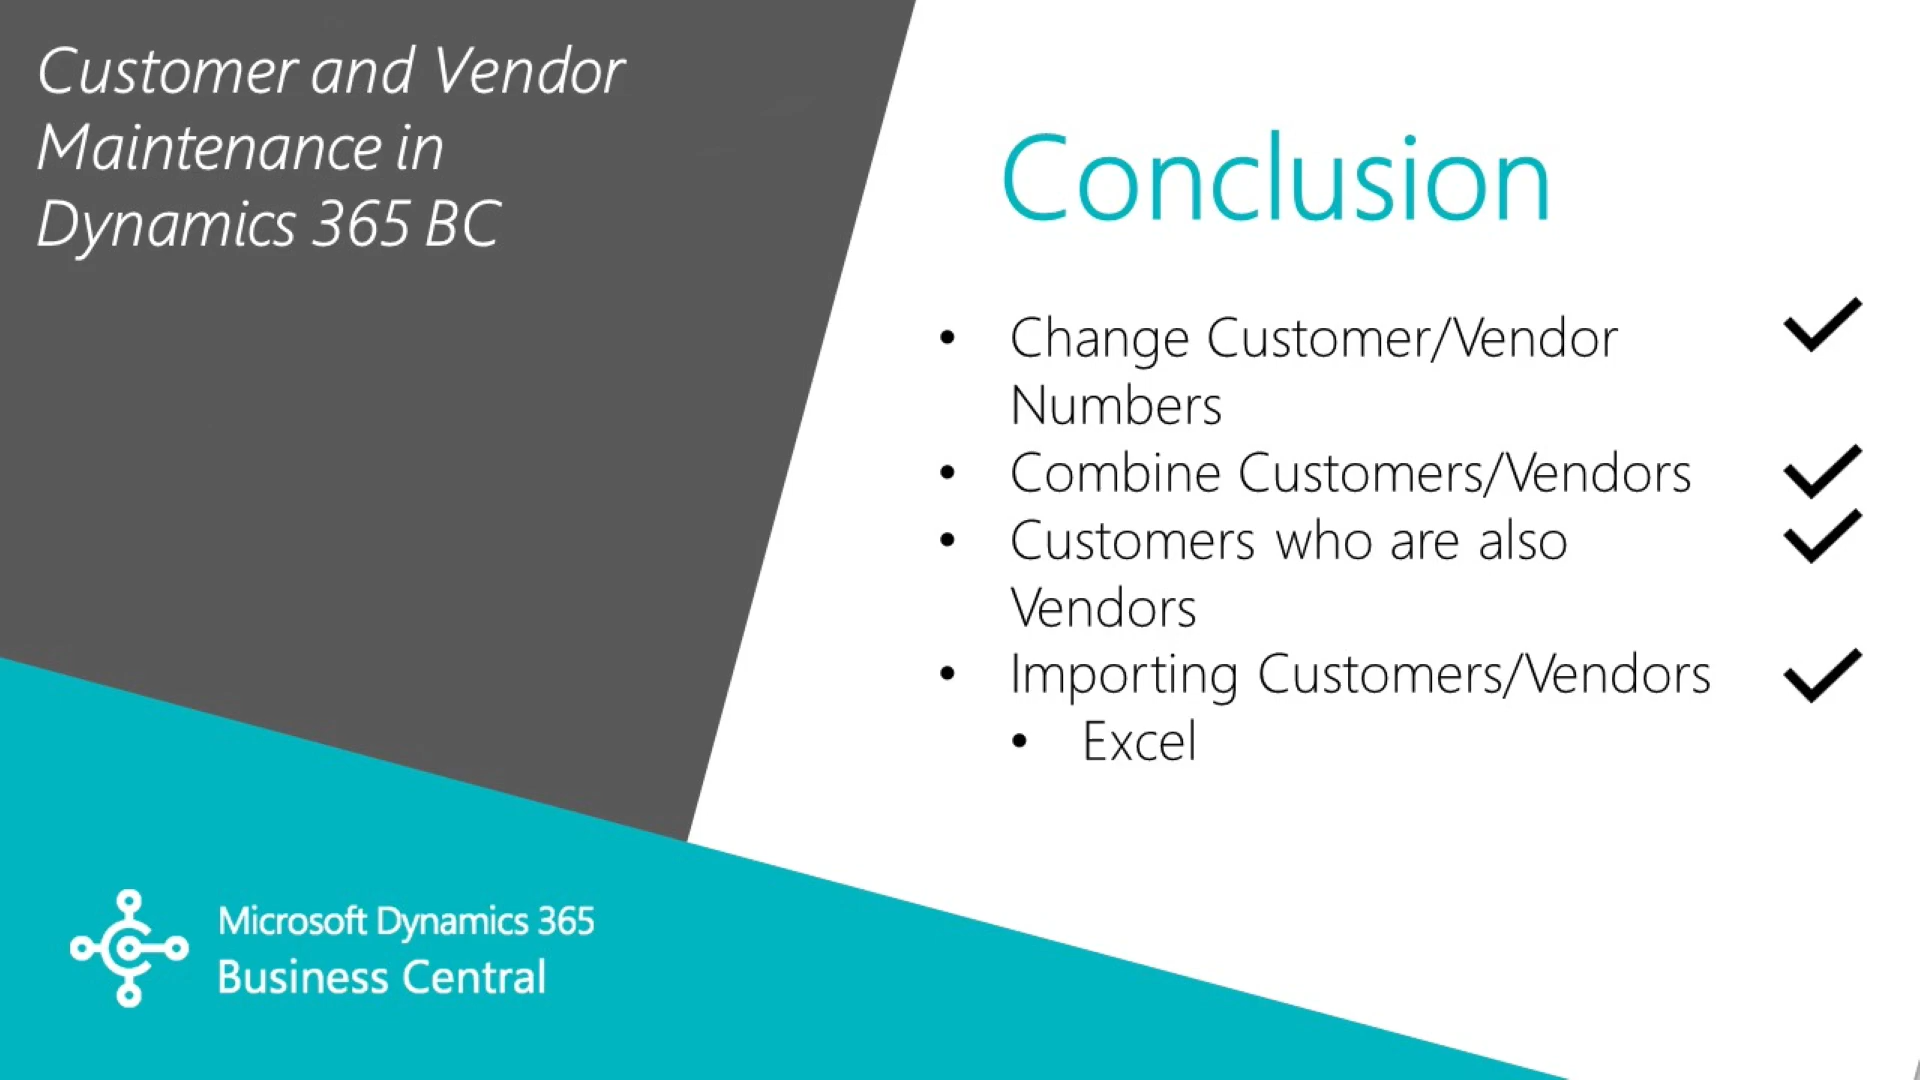 Customer and Vendor
Maintenance in
Dynamics 365 BC
Conclusion
• Change Customer/Vendor
Numbers
• Combine Customers/Vendors
• Customers who are also
Vendors
• Importing Customers/Vendors
• Excel
Microsoft Dynamics 365
Business Central